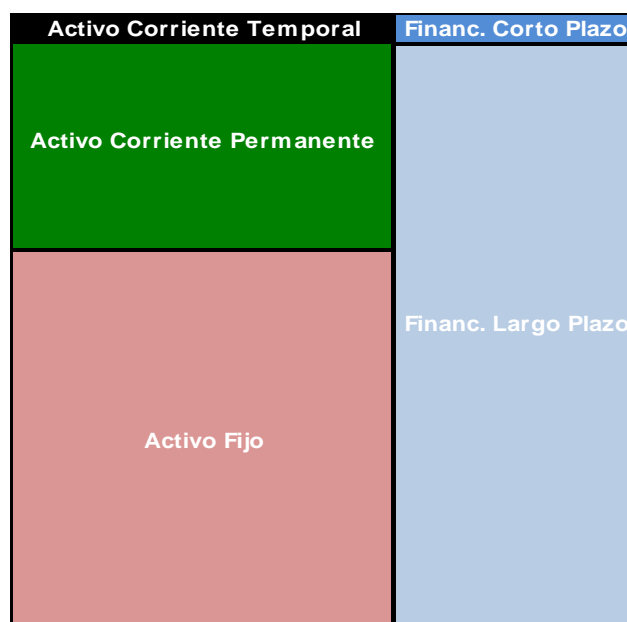 Activo Corriente Temporal
Financ. Corto Plazo
Activo Corriente Permanente
Financ. Largo Plazo
Activo Fijo